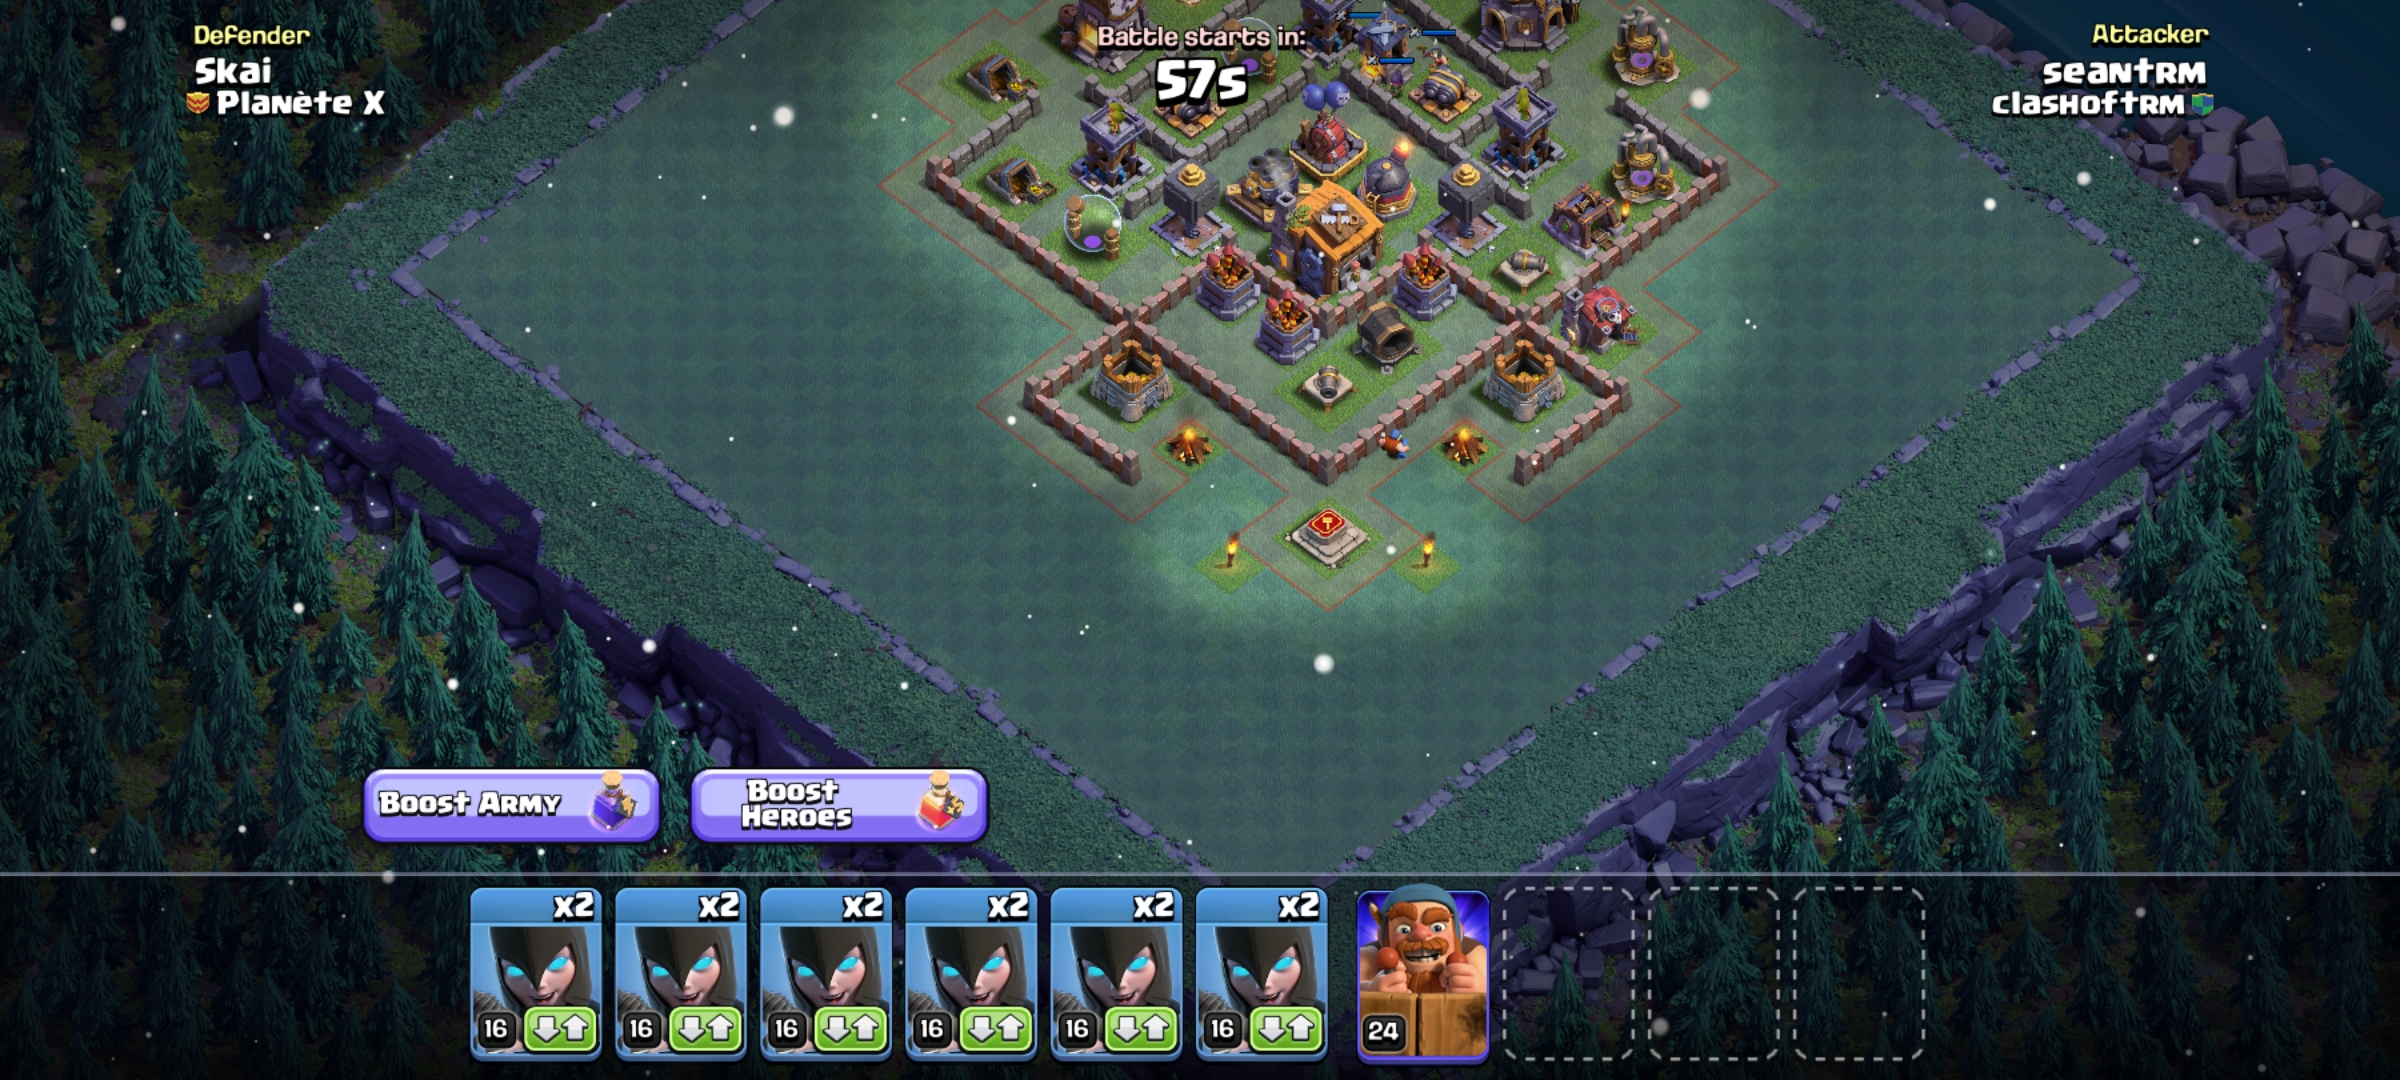 Defender
Skai
Planète X
Battle starts in:
57s
Attacker
seantRM
clashoftRM
Boost Army
Boost
Heroes
x2
x2
x2
x2
x2
x2
16
16
16
16
16
16
24